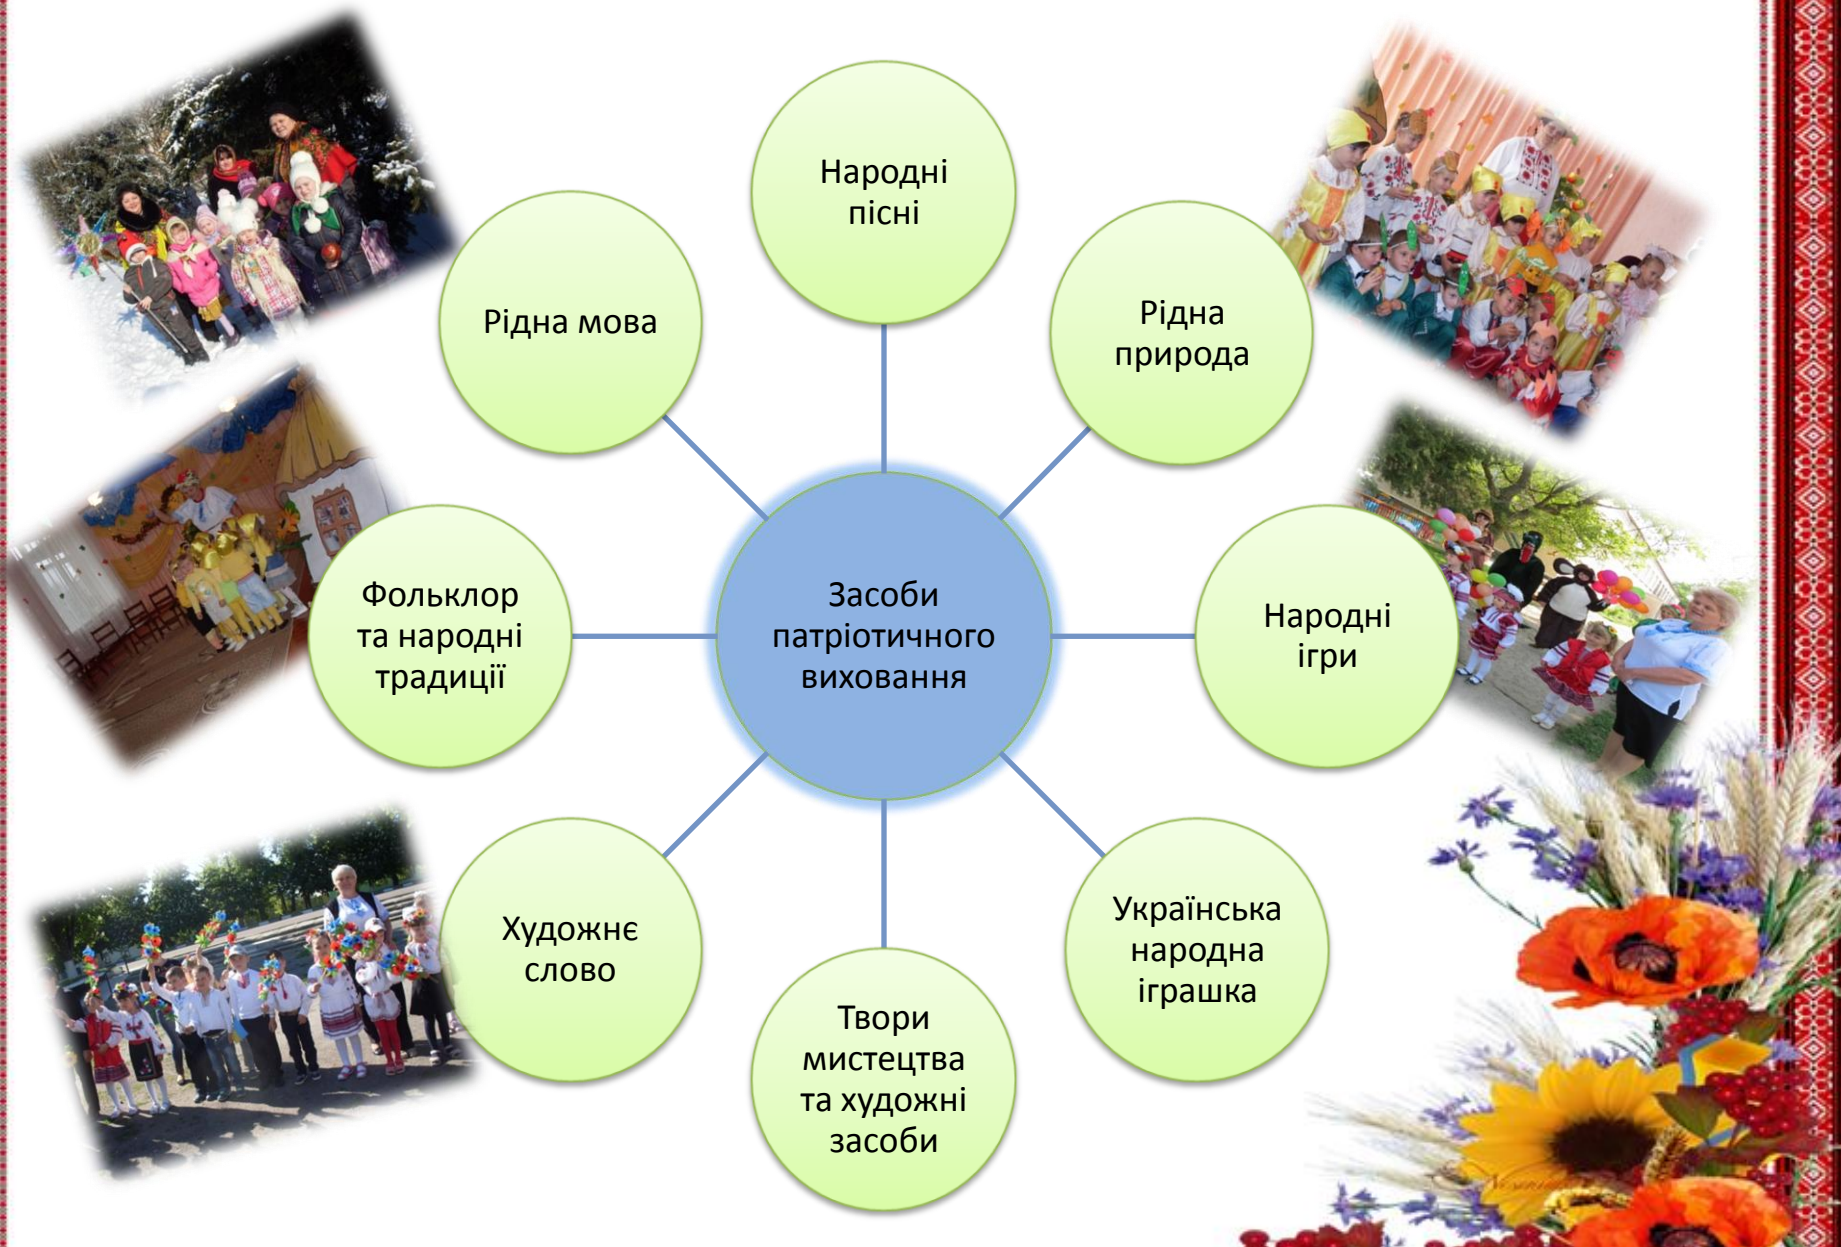 Народні
пісні
Рідна
природа
Народні
ігри
Українська
народна
іграшка
Твори
мистецтва
та художні
засоби
Художнє
слово
Фольклор
та народні
традиції
Рідна мова
Засоби
патріотичного
виховання